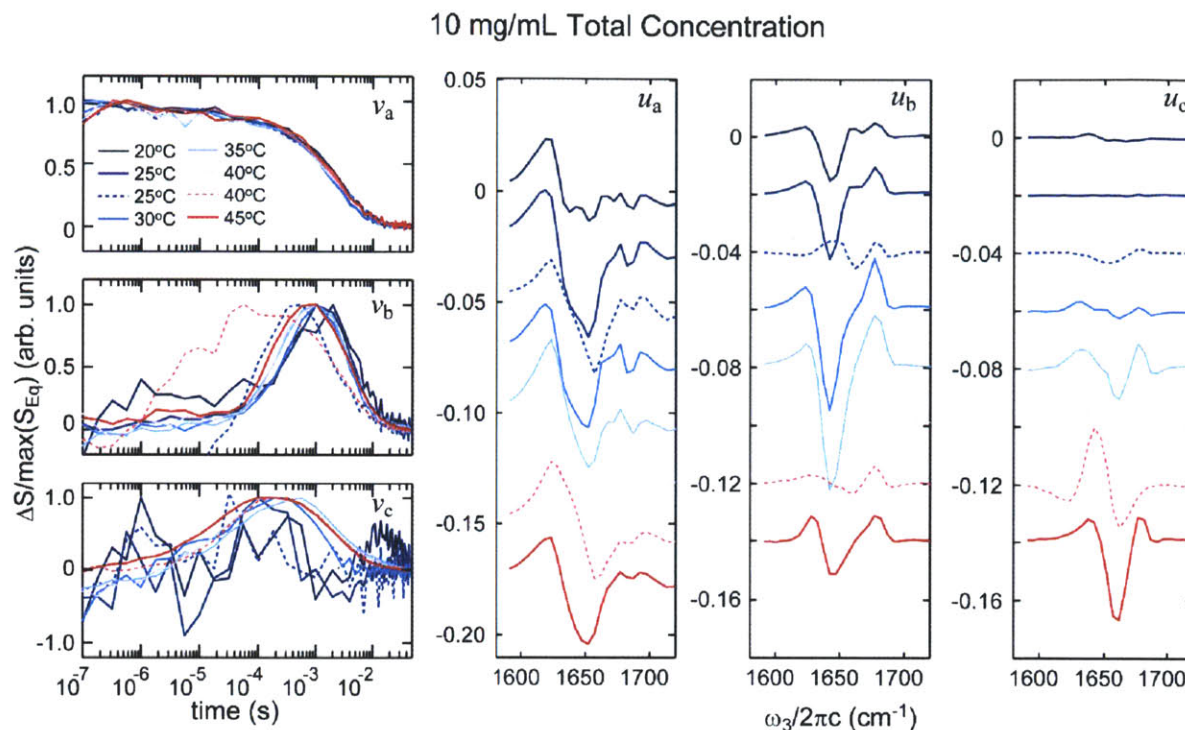 10 mg/mL Total Concentration
ΔS/max(S_Eq) (arb. units)
1.0
0.5
0
v_a
20°C
25°C
25°C
30°C
35°C
40°C
40°C
45°C
1.0
0.5
0
v_b
1.0
0
-1.0
v_c
10^-7 10^-6 10^-5 10^-4 10^-3 10^-2
time (s)
0.05
0
-0.05
-0.10
-0.15
-0.20
u_a
1600 1650 1700
0
-0.04
-0.08
-0.12
-0.16
u_b
1600 1650 1700
0
-0.04
-0.08
-0.12
-0.16
u_c
1600 1650 1700
ω₃/2πc (cm⁻¹)